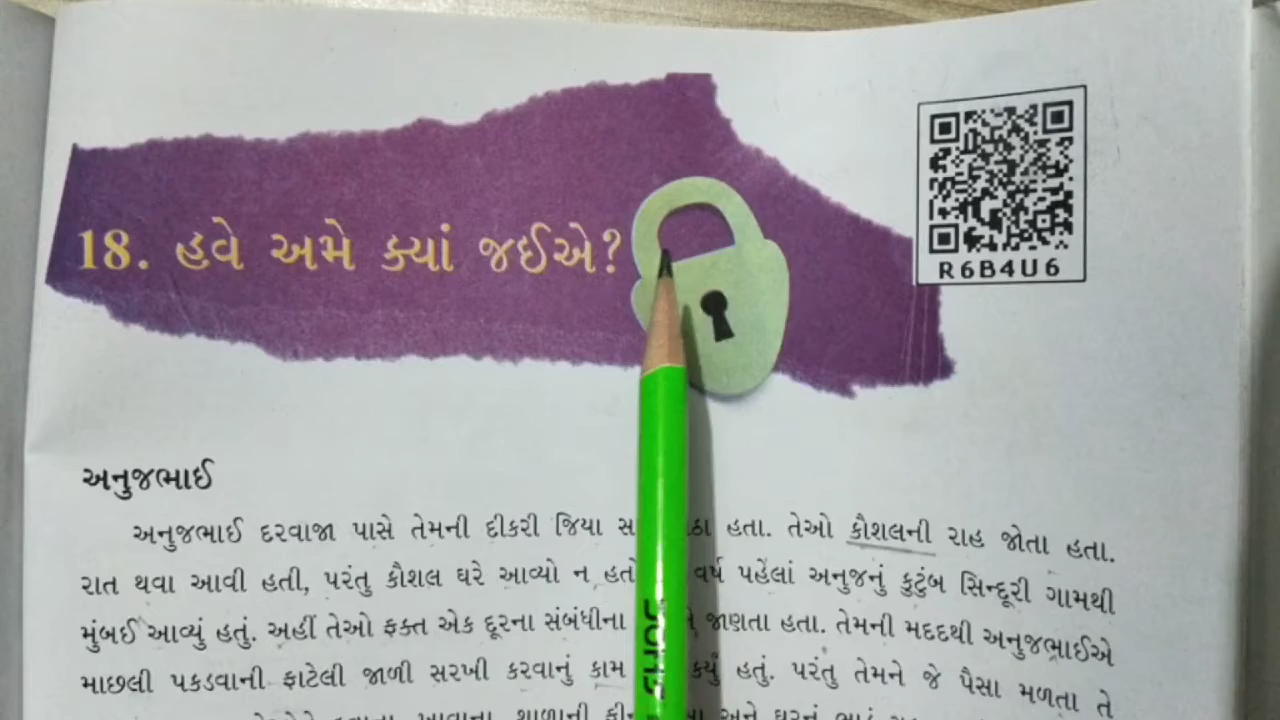 18. હવે અમે ક્યાં જઈએ?
R6B4U6
અનુજભાઈ
અનુજભાઈ દરવાજા પાસે તેમની દીકરી જિયા હતા. તેઓ કૌશલની રાહ જોતા હતા.
રાત થવા આવી હતી, પરંતુ કૌશલ ઘરે આવ્યો ન વર્ષ પહેલાં અનુજનું કુટુંબ સિન્દૂરી ગામથી
મુંબઈ આવ્યું હતું. અહીં તેઓ ફક્ત એક દૂરના સંબંધીના જાણતા હતા. તેમની મદદથી અનુજભાઈએ
માછલી પકડવાની ફાટેલી જાળી સરખી કરવાનું કામ હતું. પરંતુ તેમને જે પૈસા મળતા તે
SHOC